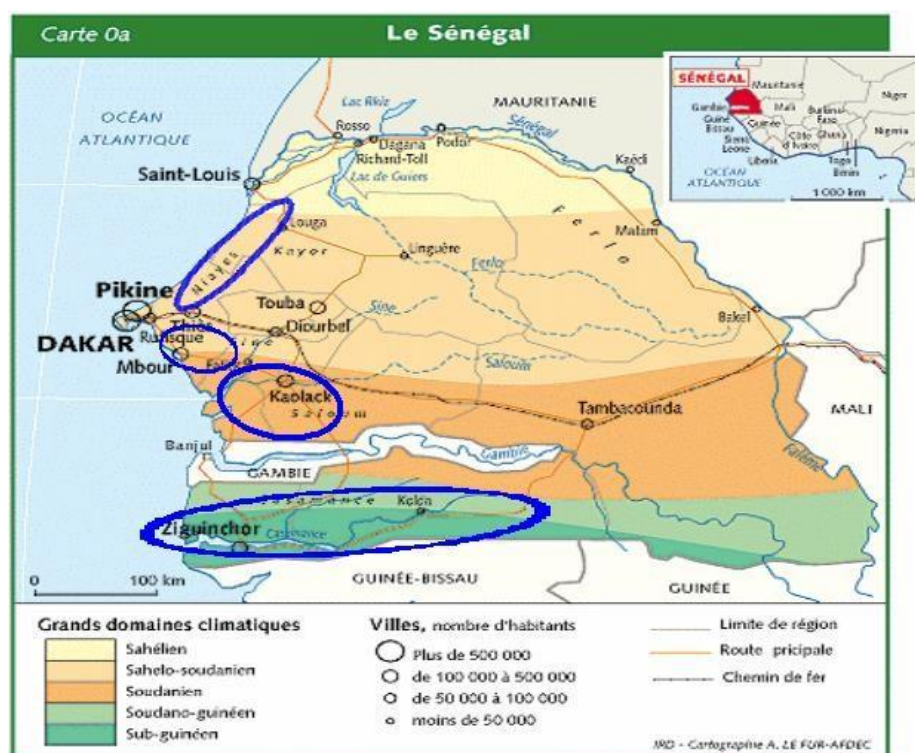 Carte 0a
Le Sénégal
OCÉAN
ATLANTIQUE
Lac Rkiz
MAURITANIE
Rosso
Dagana
Richard-Toll
Podor
Sénégal
Kaédi
Lac de Guiers
Saint-Louis
Louga
Niayes
Kayor
Linguère
Ferlo
Matam
Ferlo
Pikine
DAKAR
Thiès
Rufisque
Touba
Diourbel
Sine
Bakel
Mbour
Saloum
Kaolack
Saloum
Tambacounda
MALI
Banjul
GAMBIE
Gambie
Falémé
Casamance
Kolda
Ziguinchor
Casamance
0
100 km
GUINÉE-BISSAU
GUINÉE
SÉNÉGAL
Mauritanie
Gambie
Mali
Niger
Guiné
Bissau
Guinée
Burkina-
Faso
Sierra
Leone
Côte
d'Ivoire
Ghana
Nigeria
Liberia
Togo
Bénin
OCÉAN
ATLANTIQUE
1 000 km
Grands domaines climatiques
Sahélien
Sahelo-soudanien
Soudanien
Soudano-guinéen
Sub-guinéen
Villes, nombre d'habitants
Plus de 500 000
de 100 000 à 500 000
de 50 000 à 100 000
moins de 50 000
Limite de région
Route pricipale
Chemin de fer
IRD - Cartographie A. LE FUR-AFDEC